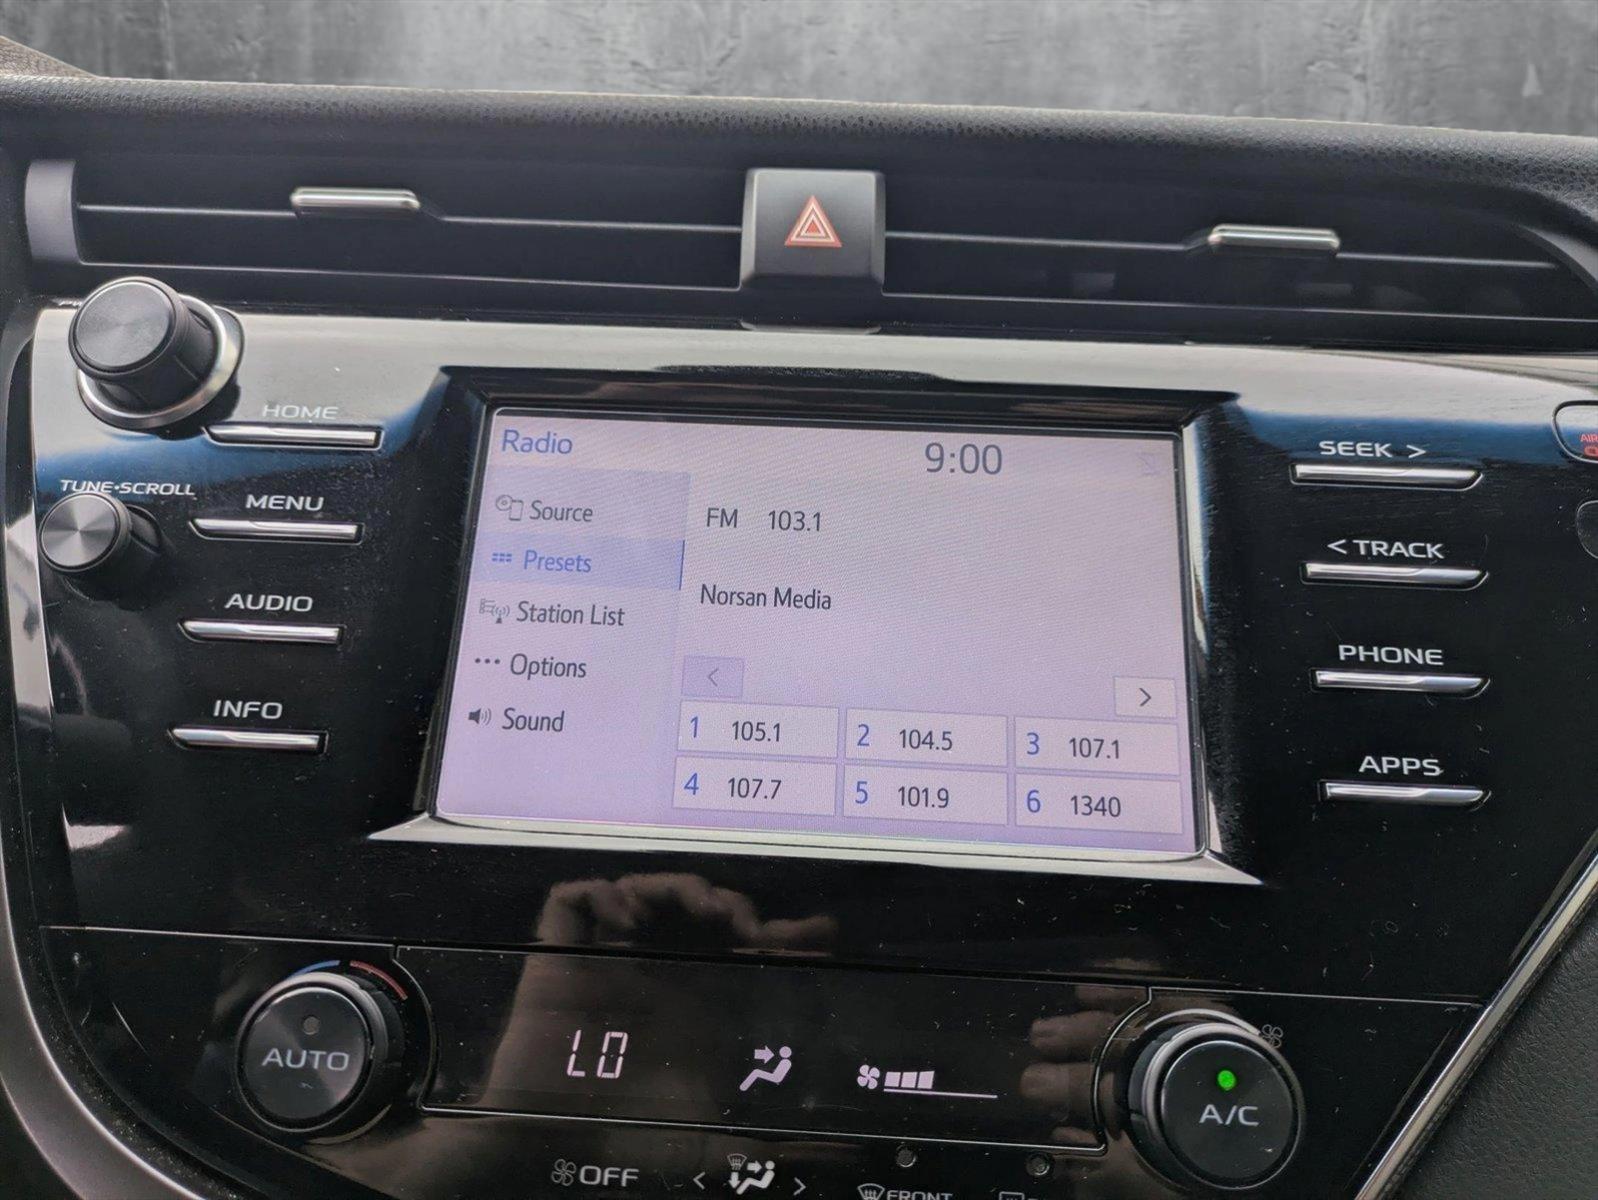 HOME
TUNE•SCROLL
MENU
AUDIO
INFO
Radio
9:00
Source
Presets
Station List
Options
Sound
FM 103.1
Norsan Media
<
>
1 105.1
2 104.5
3 107.1
4 107.7
5 101.9
6 1340
SEEK >
< TRACK
PHONE
APPS
AIR
AUTO
LO
A/C
OFF
< >
FRONT